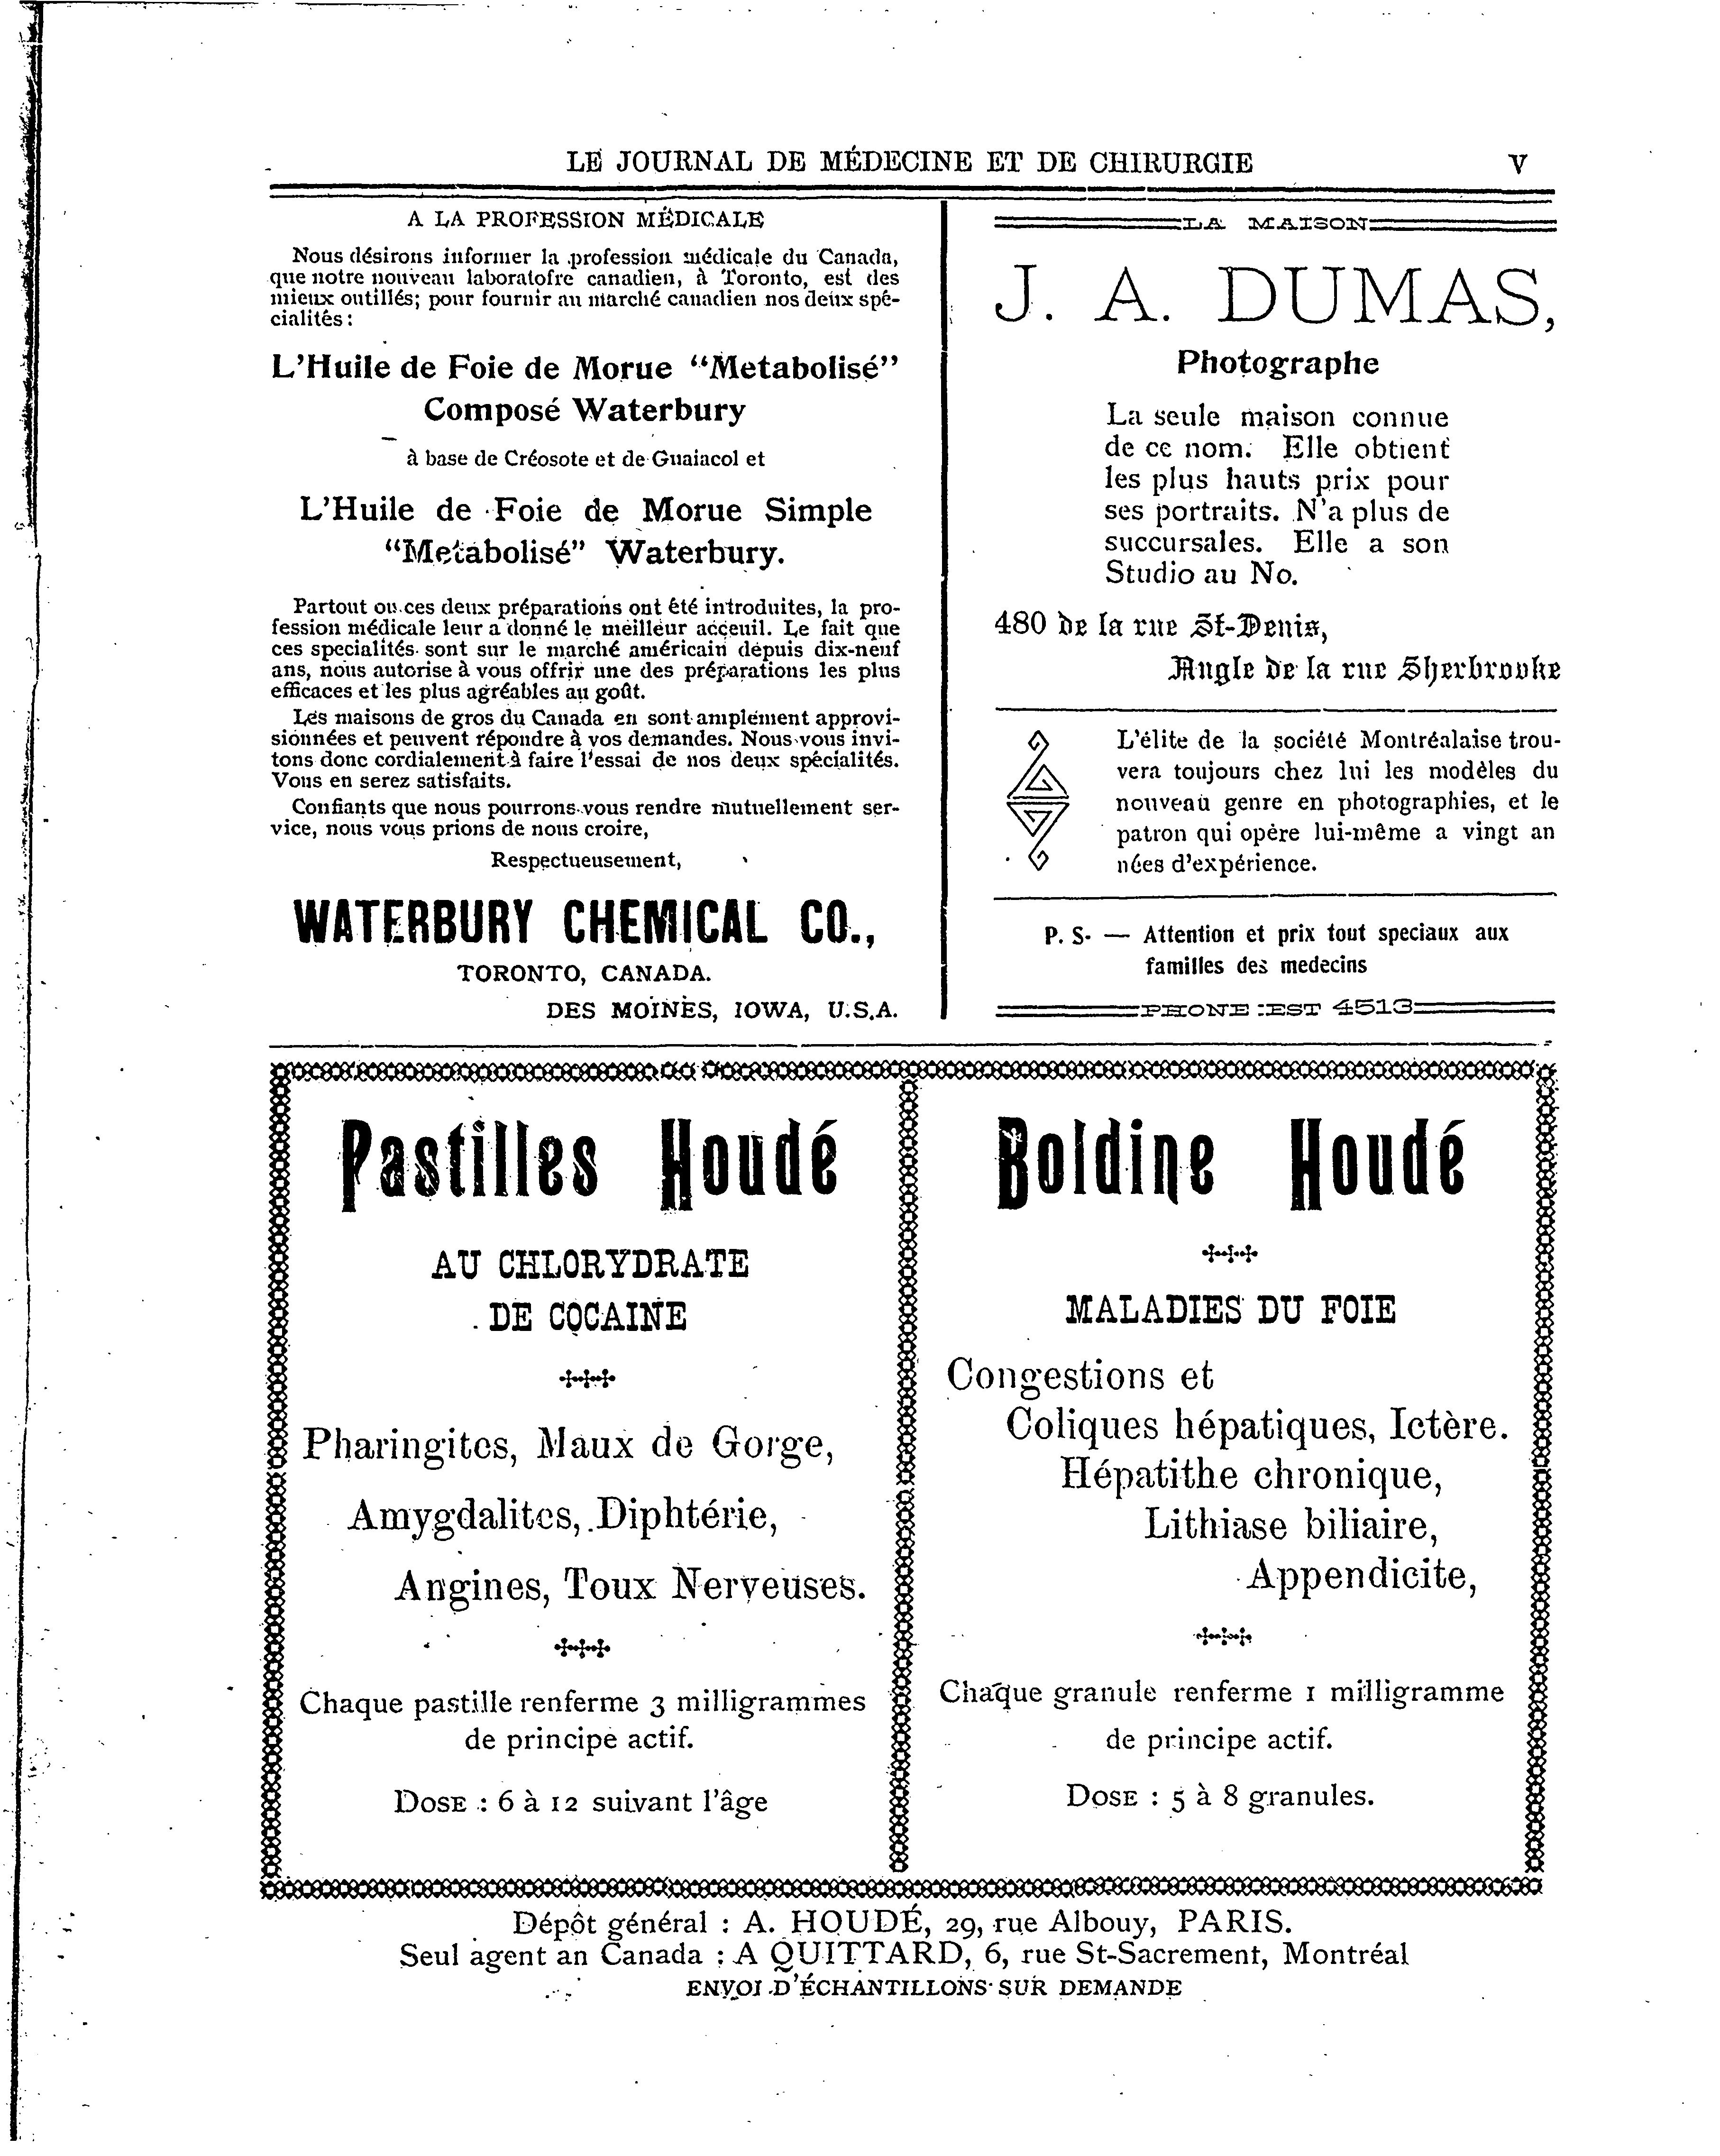 LE JOURNAL DE MÉDECINE ET DE CHIRURGIE V
A LA PROFESSION MÉDICALE
Nous désirons informer la profession médicale du Canada,
que notre nouveau laboratofre canadien, à Toronto, est des
mieux outillés; pour fournir au marché canadien nos deux spé-
cialités:
L'Huile de Foie de Morue "Metabolisé"
Composé Waterbury
à base de Créosote et de Guaiacol et
L'Huile de Foie de Morue Simple
"Metabolisé" Waterbury.
Partout ou ces deux préparations ont été introduites, la pro-
fession médicale leur a donné le meilleur acceuil. Le fait que
ces specialités sont sur le marché américain depuis dix-neuf
ans, nous autorise à vous offrir une des préparations les plus
efficaces et les plus agréables au goût.
Les maisons de gros du Canada en sont amplement approvi-
sionnées et peuvent répondre à vos demandes. Nous vous invi-
tons donc cordialement à faire l'essai de nos deux spécialités.
Vous en serez satisfaits.
Confiants que nous pourrons vous rendre mutuellement ser-
vice, nous vous prions de nous croire,
Respectueusement,
WATERBURY CHEMICAL CO.,
TORONTO, CANADA.
DES MOINES, IOWA, U.S.A.
LA MAISON
J. A. DUMAS,
Photographe
La seule maison connue
de ce nom. Elle obtient
les plus hauts prix pour
ses portraits. N'a plus de
succursales. Elle a son
Studio au No.
480 de la rue St-Denis,
Angle de la rue Sherbrooke
L'élite de la société Montréalaise trou-
vera toujours chez lui les modèles du
nouveau genre en photographies, et le
patron qui opère lui-même a vingt an
nées d'expérience.
P. S. — Attention et prix tout speciaux aux
familles des medecins
PHONE :EST 4513
Pastilles Houdé
AU CHLORYDRATE
DE COCAINE
Pharingites, Maux de Gorge,
Amygdalites, Diphtérie,
Angines, Toux Nerveuses.
Chaque pastille renferme 3 milligrammes
de principe actif.
DOSE : 6 à 12 suivant l'âge
Boldine Houdé
MALADIES DU FOIE
Congestions et
Coliques hépatiques, Ictère.
Hépatithe chronique,
Lithiase biliaire,
Appendicite,
Chaque granule renferme 1 milligramme
de principe actif.
DOSE : 5 à 8 granules.
Dépôt général : A. HOUDÉ, 29, rue Albouy, PARIS.
Seul agent an Canada : A QUITTARD, 6, rue St-Sacrement, Montréal
ENVOI D'ÉCHANTILLONS SUR DEMANDE